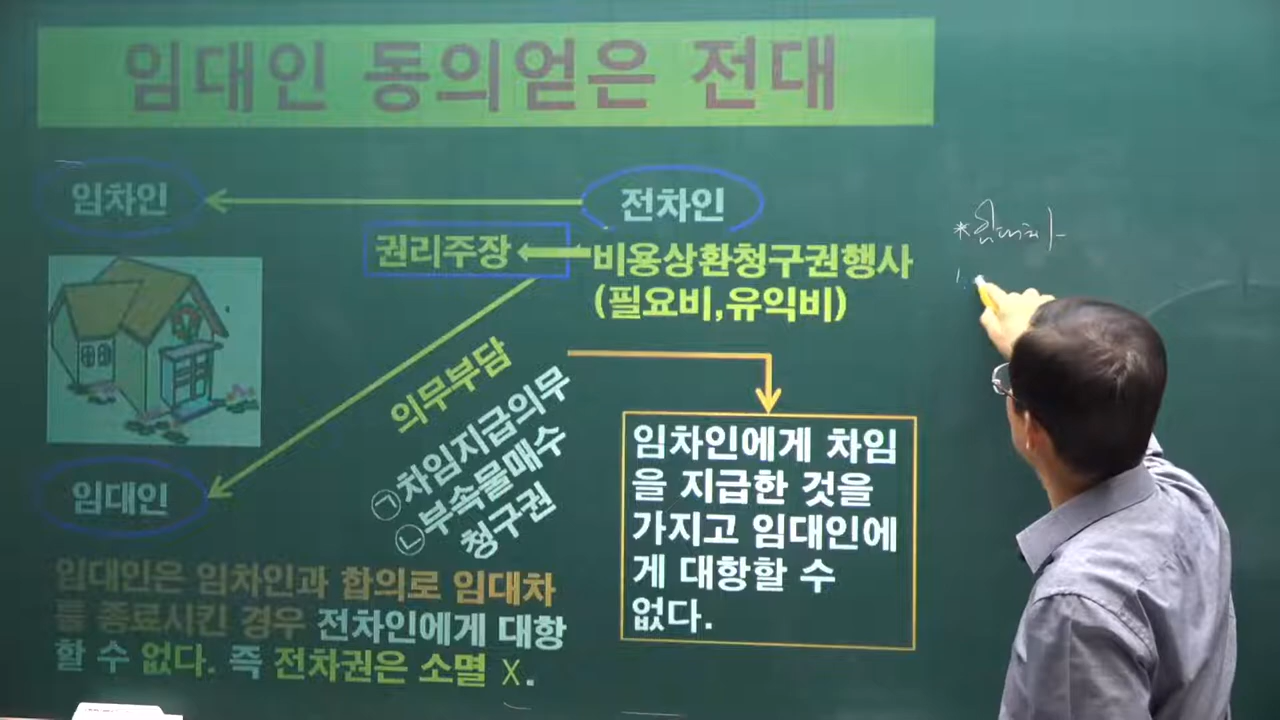 임대인 동의얻은 전대
임차인
전차인
권리주장
비용상환청구권행사
(필요비,유익비)
의무부담
㉠차임지급의무
㉡부속물매수
청구권
임차인에게 차임
을 지급한 것을
가지고 임대인에
게 대항할 수
없다.
임대인
임대인은 임차인과 합의로 임대차
를 종료시킨 경우 전차인에게 대항
할 수 없다. 즉 전차권은 소멸 X.
1.